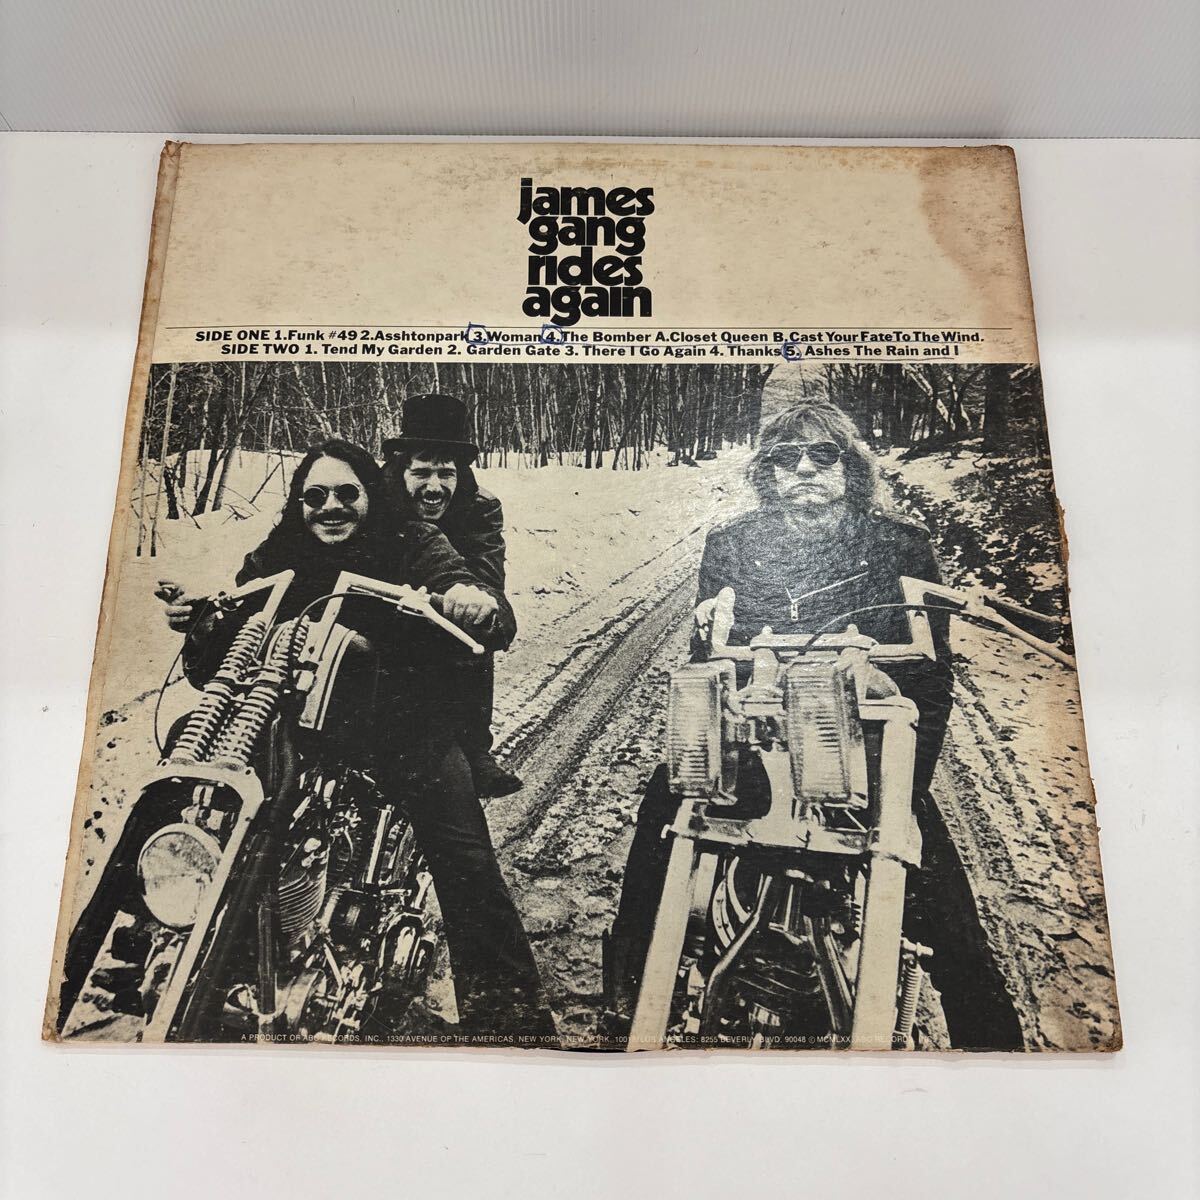 james
gang
rides
again
SIDE ONE 1.Funk #49 2.Asshtonpark 3.Woman 4.The Bomber A.Closet Queen B.Cast Your Fate To The Wind.
SIDE TWO 1. Tend My Garden 2. Garden Gate 3. There I Go Again 4. Thanks 5. Ashes The Rain and I
A PRODUCT OF ABC RECORDS, INC., 1330 AVENUE OF THE AMERICAS, NEW YORK, NEW YORK, 10019/LOS ANGELES: 8255 BEVERLY BLVD. 90048 © MCMLXX, ABC RECORDS,